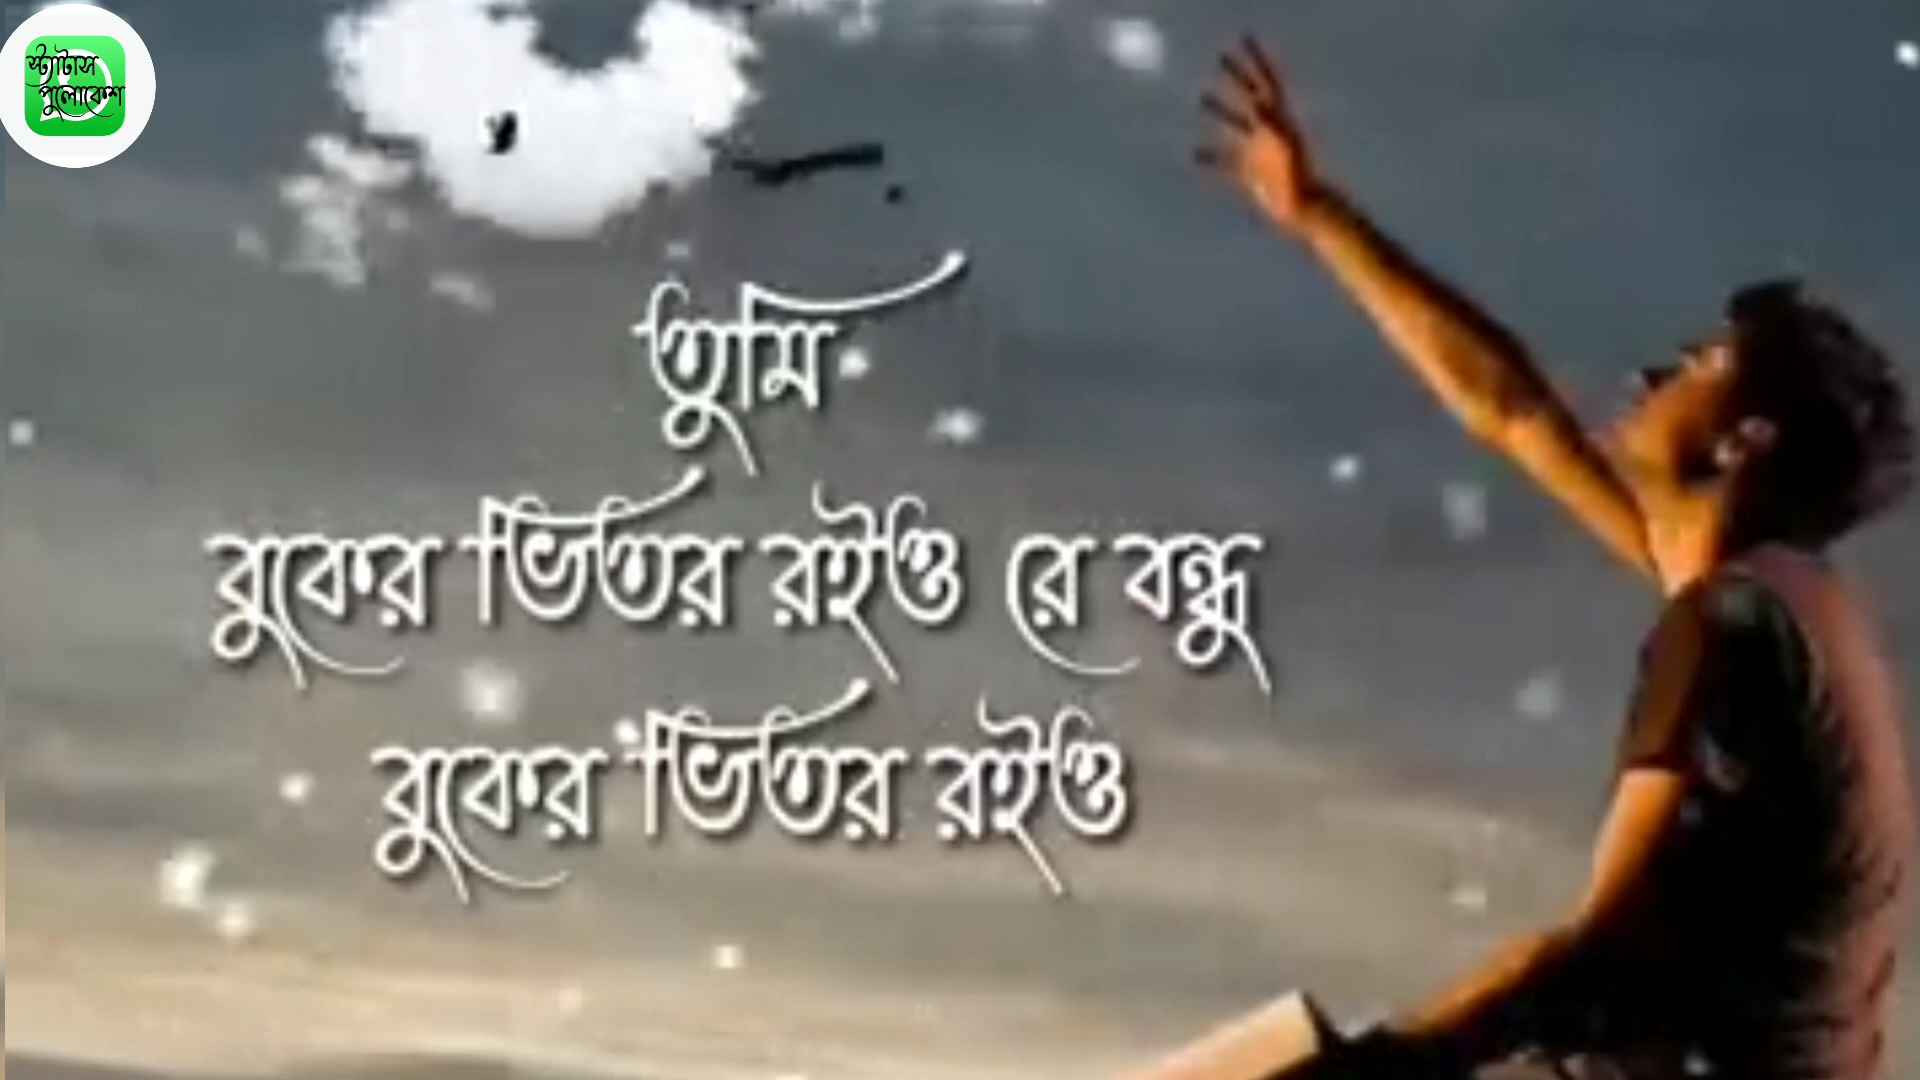 স্ট্যাটাস
পুলোকেশ
তুমি
বুকের ভিতর রইও রে বন্ধু
বুকের ভিতর রইও